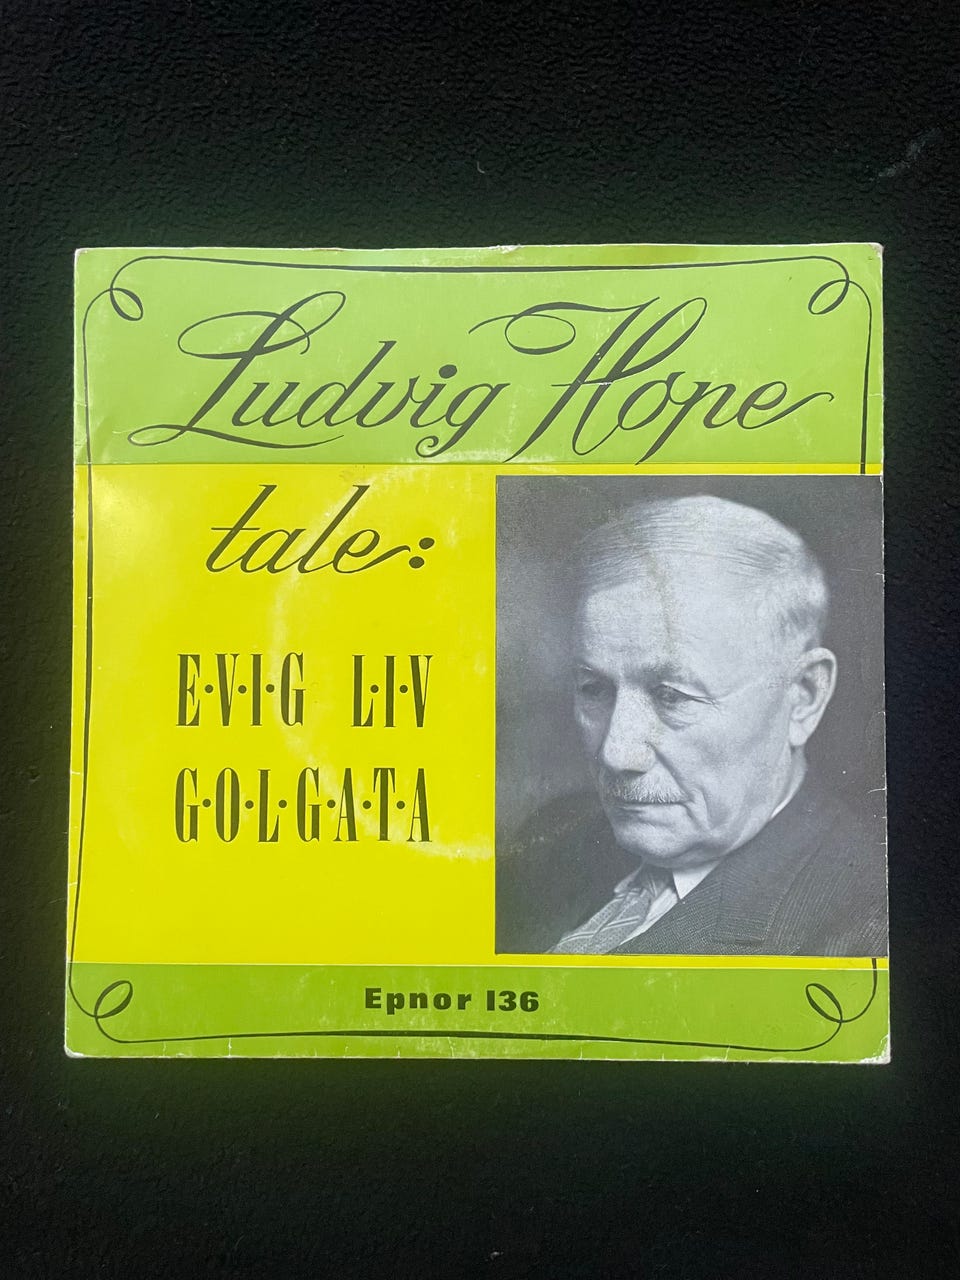 Ludvig Hope
tale:
E·V·I·G L·I·V
G·O·L·G·A·T·A
Epnor 136